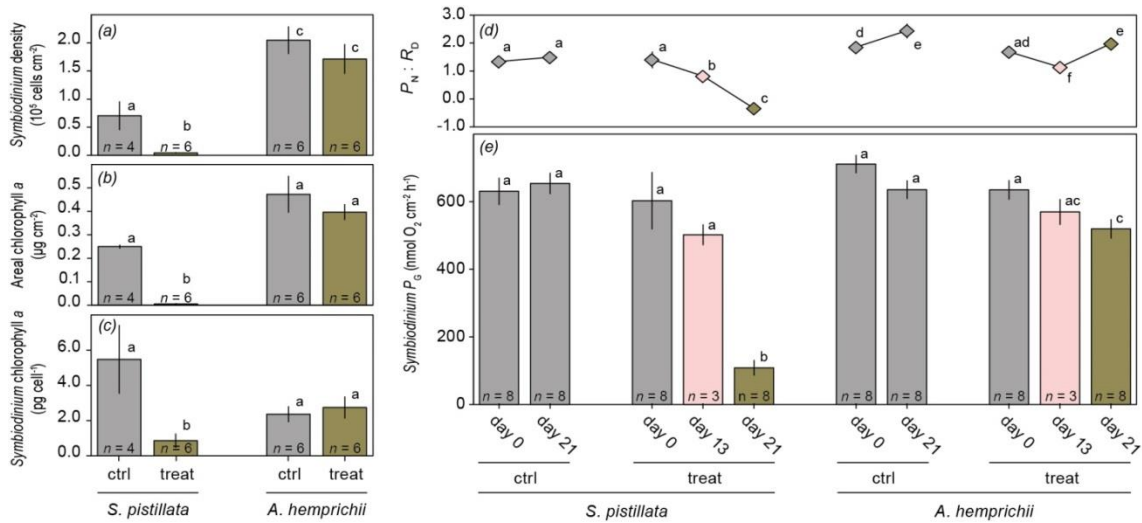 (a)
Symbiodinium density
(10⁵ cells cm⁻²)
2.0
1.5
1.0
0.5
0.0
a
b
c
c
n = 4
n = 6
n = 6
n = 6
(b)
Areal chlorophyll a
(µg cm⁻²)
0.5
0.4
0.3
0.2
0.1
0.0
a
b
a
a
n = 4
n = 6
n = 6
n = 6
(c)
Symbiodinium chlorophyll a
(pg cell⁻¹)
6.0
4.0
2.0
0.0
a
b
a
a
n = 4
n = 6
n = 6
n = 6
ctrl treat ctrl treat
S. pistillata A. hemprichii
(d)
P_N : R_D
3.0
2.0
1.0
0.0
-1.0
a
a
a
b
c
d
e
ad
f
e
(e)
Symbiodinium P_G (nmol O₂ cm⁻² h⁻¹)
600
400
200
0
a
a
a
a
b
a
a
a
ac
c
n = 8
n = 8
n = 8
n = 3
n = 8
n = 8
n = 8
n = 8
n = 3
n = 8
day 0
day 21
day 0
day 13
day 21
day 0
day 21
day 0
day 13
day 21
ctrl treat ctrl treat
S. pistillata A. hemprichii